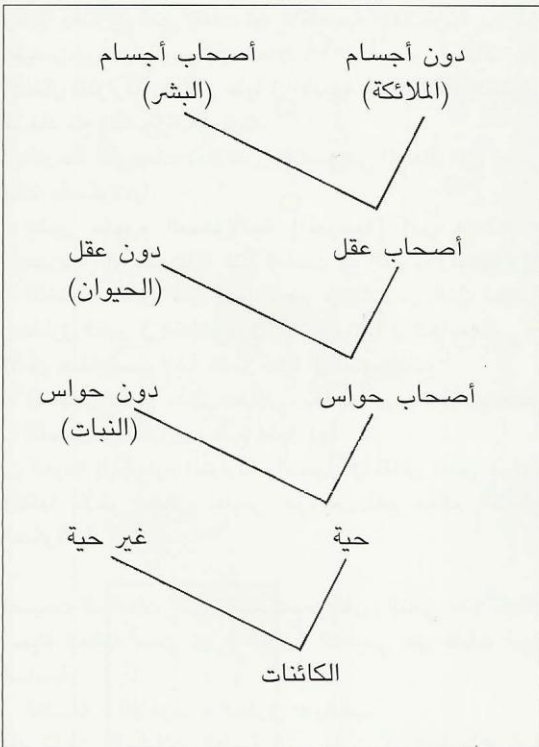 دون أجسام
(الملائكة)
أصحاب أجسام
(البشر)
أصحاب عقل
دون عقل
(الحيوان)
أصحاب حواس
دون حواس
(النبات)
حية
غير حية
الكائنات